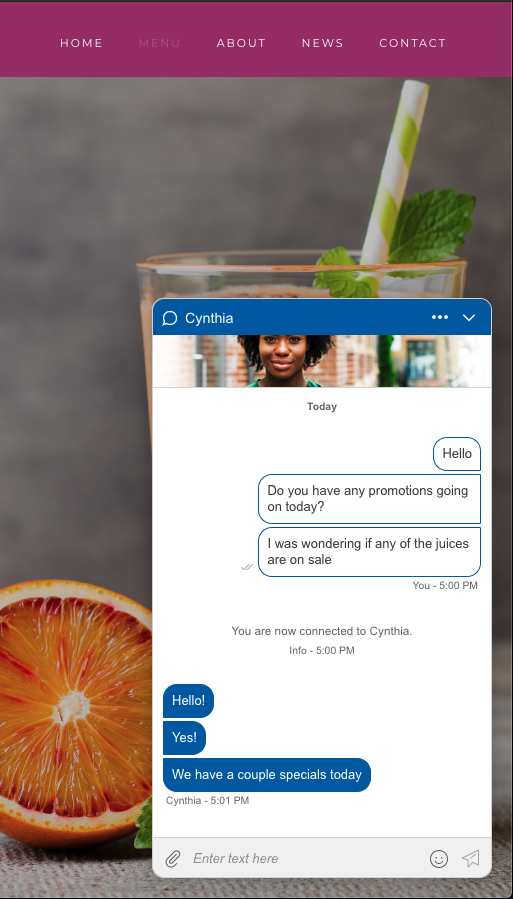 HOME MENU ABOUT NEWS CONTACT
Cynthia
Today
Hello
Do you have any promotions going
on today?
I was wondering if any of the juices
are on sale
You - 5:00 PM
You are now connected to Cynthia.
Info - 5:00 PM
Hello!
Yes!
We have a couple specials today
Cynthia - 5:01 PM
Enter text here